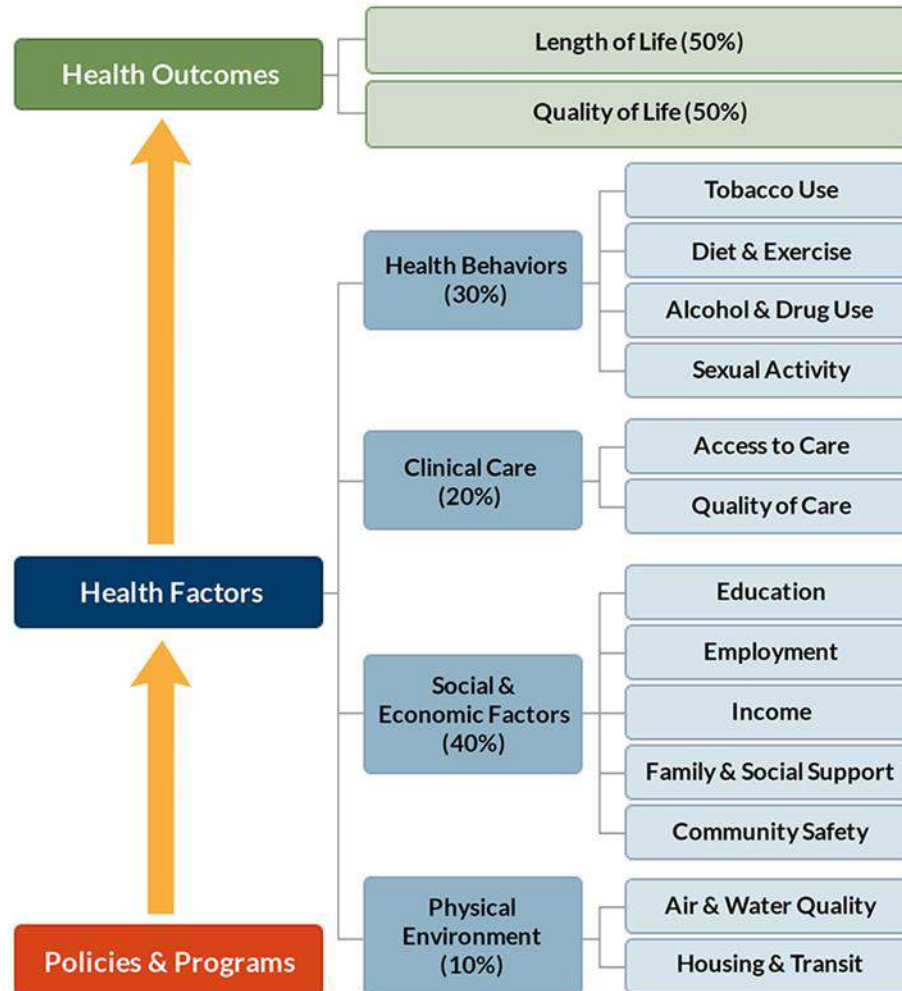 Health Outcomes
Length of Life (50%)
Quality of Life (50%)
Health Factors
Health Behaviors
(30%)
Tobacco Use
Diet & Exercise
Alcohol & Drug Use
Sexual Activity
Clinical Care
(20%)
Access to Care
Quality of Care
Social &
Economic Factors
(40%)
Education
Employment
Income
Family & Social Support
Community Safety
Physical
Environment
(10%)
Air & Water Quality
Housing & Transit
Policies & Programs